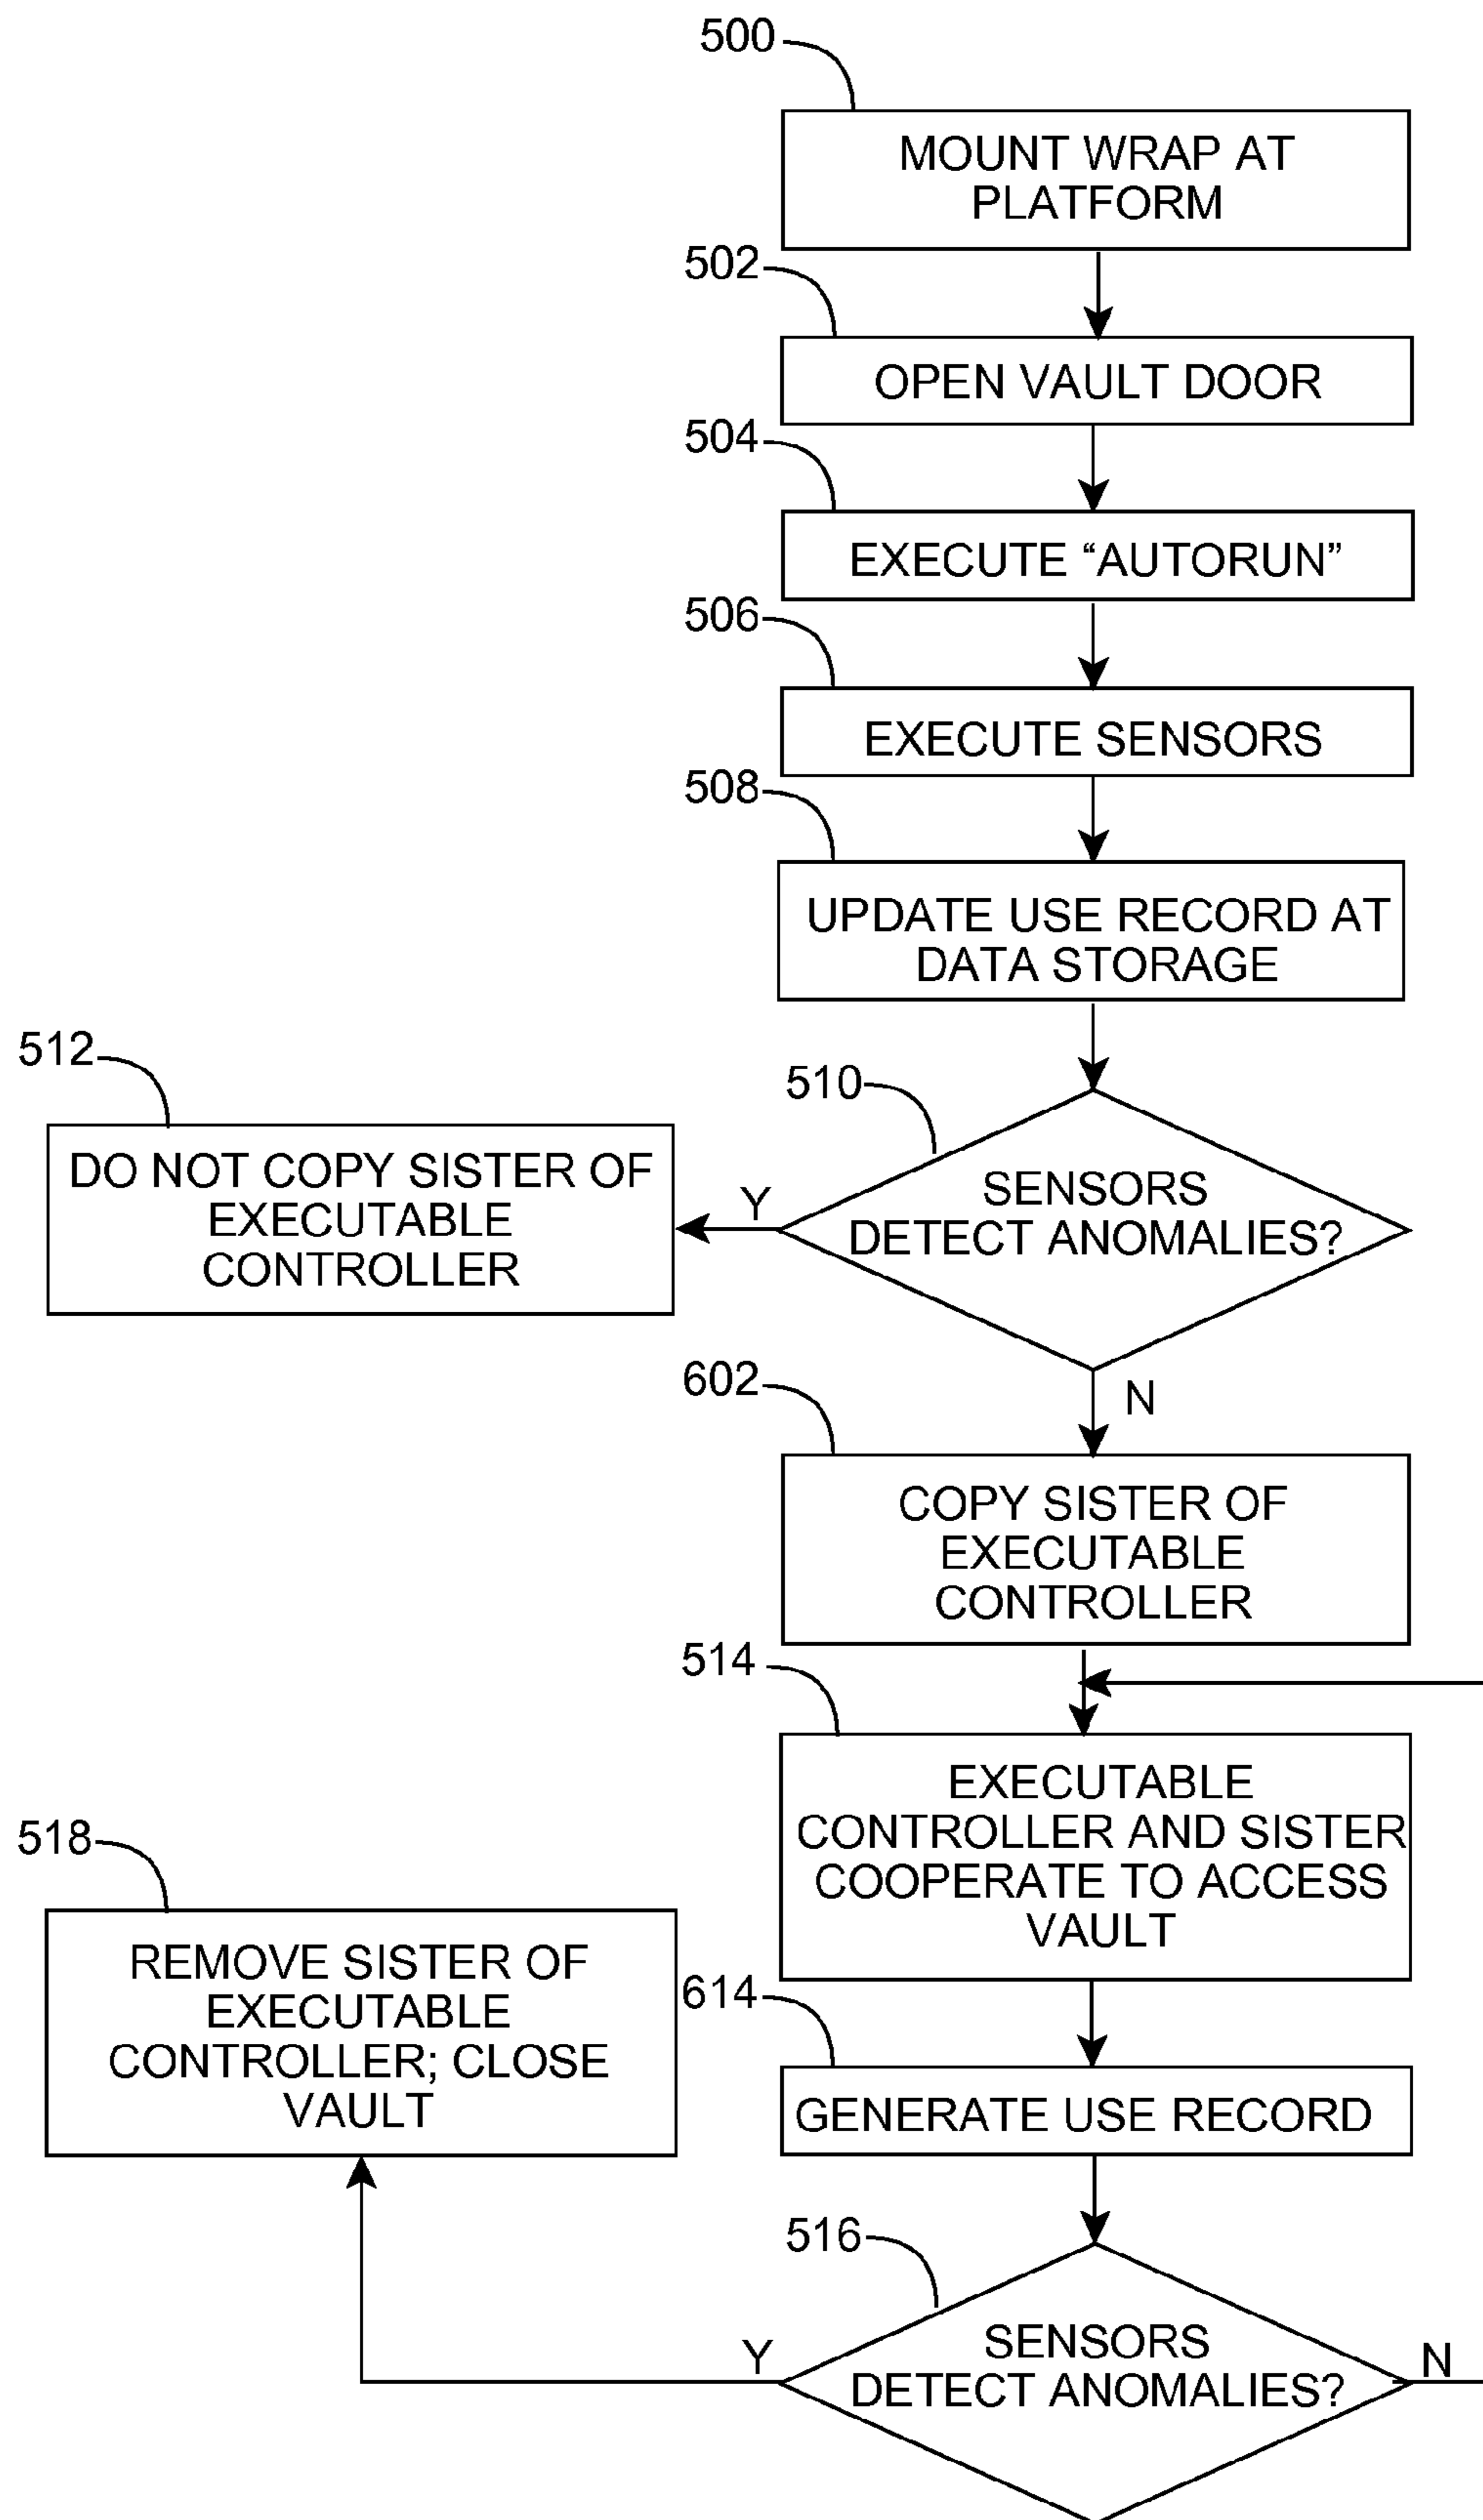 500
MOUNT WRAP AT
PLATFORM
502
OPEN VAULT DOOR
504
EXECUTE “AUTORUN”
506
EXECUTE SENSORS
508
UPDATE USE RECORD AT
DATA STORAGE
512
DO NOT COPY SISTER OF
EXECUTABLE
CONTROLLER
510
SENSORS
DETECT ANOMALIES?
Y
N
602
COPY SISTER OF
EXECUTABLE
CONTROLLER
514
EXECUTABLE
CONTROLLER AND SISTER
COOPERATE TO ACCESS
VAULT
518
REMOVE SISTER OF
EXECUTABLE
CONTROLLER; CLOSE
VAULT
614
GENERATE USE RECORD
516
SENSORS
DETECT ANOMALIES?
Y
N